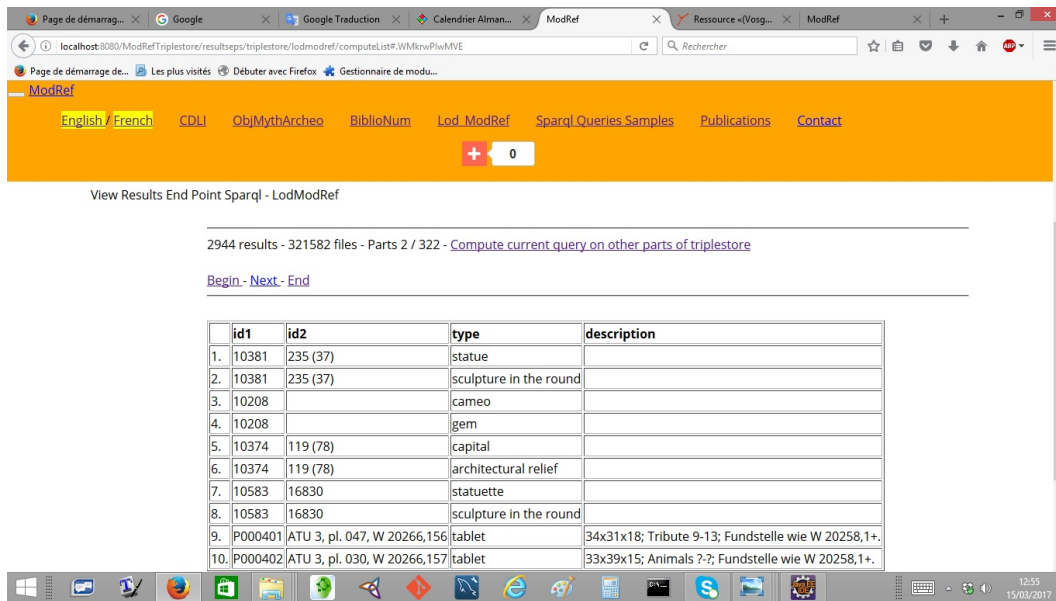 Page de démarrag... Google Google Traduction Calendrier Alman... ModRef Ressource «(Vosg... ModRef
localhost:8080/ModRefTriplestore/resultseps/triplestore/lodmodref/computeList#.WMkrwPlwMVE Rechercher ABP
Page de démarrage de... Les plus visités Débuter avec Firefox Gestionnaire de modu...
ModRef
English / French CDLI ObjMythArcheo BiblioNum Lod_ModRef Sparql Queries Samples Publications Contact
+ 0
View Results End Point Sparql - LodModRef
2944 results - 321582 files - Parts 2 / 322 - Compute current query on other parts of triplestore
Begin - Next - End
id1 id2 type description
1. 10381 235 (37) statue
2. 10381 235 (37) sculpture in the round
3. 10208 cameo
4. 10208 gem
5. 10374 119 (78) capital
6. 10374 119 (78) architectural relief
7. 10583 16830 statuette
8. 10583 16830 sculpture in the round
9. P000401 ATU 3, pl. 047, W 20266,156 tablet 34x31x18; Tribute 9-13; Fundstelle wie W 20258,1+.
10. P000402 ATU 3, pl. 030, W 20266,157 tablet 33x39x15; Animals ?-?; Fundstelle wie W 20258,1+.
12:55
15/03/2017